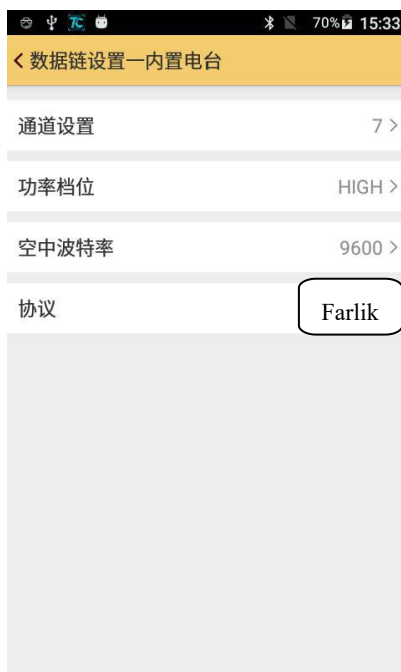 70% 15:33
数据链设置一内置电台
通道设置 7
功率档位 HIGH
空中波特率 9600
协议 Farlik